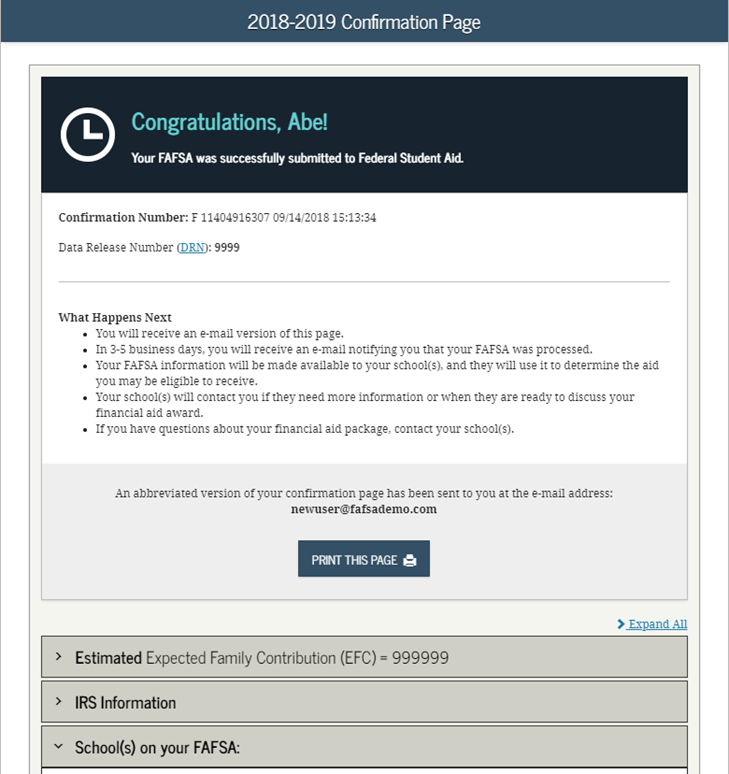 2018-2019 Confirmation Page
Congratulations, Abe!
Your FAFSA was successfully submitted to Federal Student Aid.
Confirmation Number: F 11404916307 09/14/2018 15:13:34
Data Release Number (DRN): 9999
What Happens Next
• You will receive an e-mail version of this page.
• In 3-5 business days, you will receive an e-mail notifying you that your FAFSA was processed.
• Your FAFSA information will be made available to your school(s), and they will use it to determine the aid
you may be eligible to receive.
• Your school(s) will contact you if they need more information or when they are ready to discuss your
financial aid award.
• If you have questions about your financial aid package, contact your school(s).
An abbreviated version of your confirmation page has been sent to you at the e-mail address:
newuser@fafsademo.com
PRINT THIS PAGE
Expand All
Estimated Expected Family Contribution (EFC) = 999999
IRS Information
School(s) on your FAFSA: